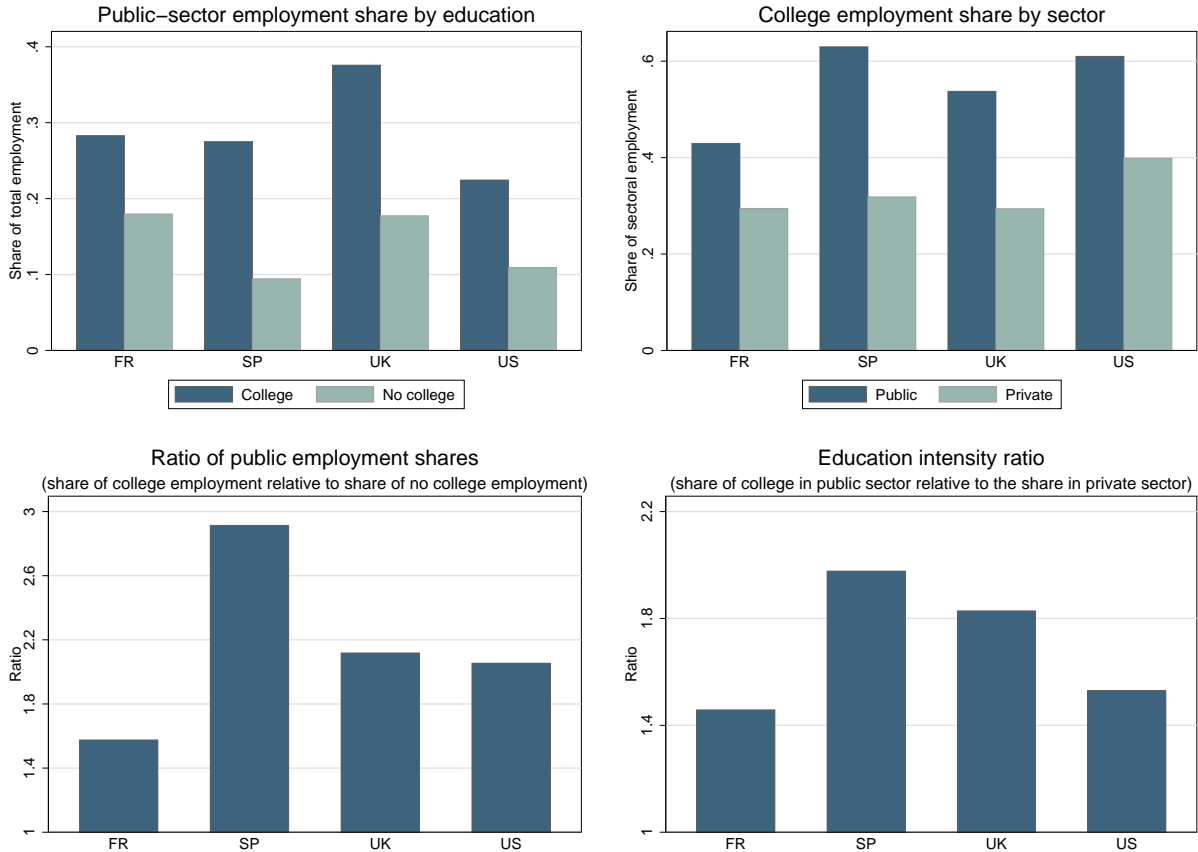 Public−sector employment share by education
Share of total employment
0 .1 .2 .3 .4
FR SP UK US
College No college
College employment share by sector
Share of sectoral employment
0 .2 .4 .6
FR SP UK US
Public Private
Ratio of public employment shares
(share of college employment relative to share of no college employment)
Ratio
1 1.4 1.8 2.2 2.6 3
FR SP UK US
Education intensity ratio
(share of college in public sector relative to the share in private sector)
Ratio
1 1.4 1.8 2.2
FR SP UK US